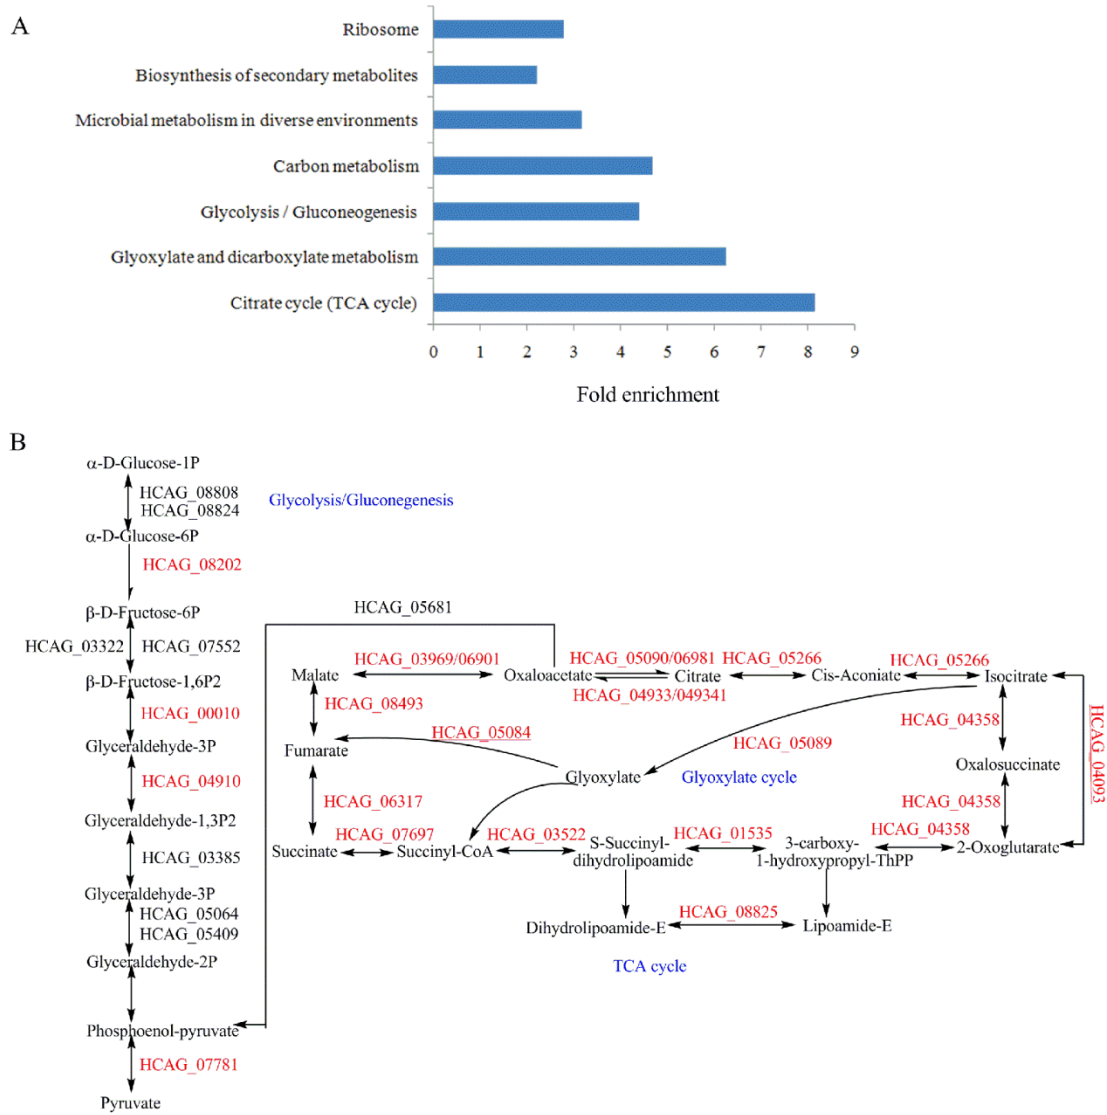 A
Ribosome
Biosynthesis of secondary metabolites
Microbial metabolism in diverse environments
Carbon metabolism
Glycolysis / Gluconeogenesis
Glyoxylate and dicarboxylate metabolism
Citrate cycle (TCA cycle)
0 1 2 3 4 5 6 7 8 9
Fold enrichment
B
α-D-Glucose-1P
HCAG_08808
HCAG_08824
Glycolysis/Gluconegenesis
α-D-Glucose-6P
HCAG_08202
β-D-Fructose-6P
HCAG_03322
HCAG_07552
β-D-Fructose-1,6P2
HCAG_00010
Glyceraldehyde-3P
HCAG_04910
Glyceraldehyde-1,3P2
HCAG_03385
Glyceraldehyde-3P
HCAG_05064
HCAG_05409
Glyceraldehyde-2P
Phosphoenol-pyruvate
HCAG_07781
Pyruvate
HCAG_05681
Malate
HCAG_03969/06901
Oxaloacetate
HCAG_05090/06981
HCAG_04933/049341
Citrate
HCAG_05266
Cis-Aconiate
HCAG_05266
Isocitrate
HCAG_08493
HCAG_05084
HCAG_05089
HCAG_04358
HCAG_04093
Fumarate
Glyoxylate
Glyoxylate cycle
Oxalosuccinate
HCAG_06317
HCAG_04358
Succinate
HCAG_07697
Succinyl-CoA
HCAG_03522
S-Succinyl-
dihydrolipoamide
HCAG_01535
3-carboxy-
1-hydroxypropyl-ThPP
HCAG_04358
2-Oxoglutarate
Dihydrolipoamide-E
HCAG_08825
Lipoamide-E
TCA cycle